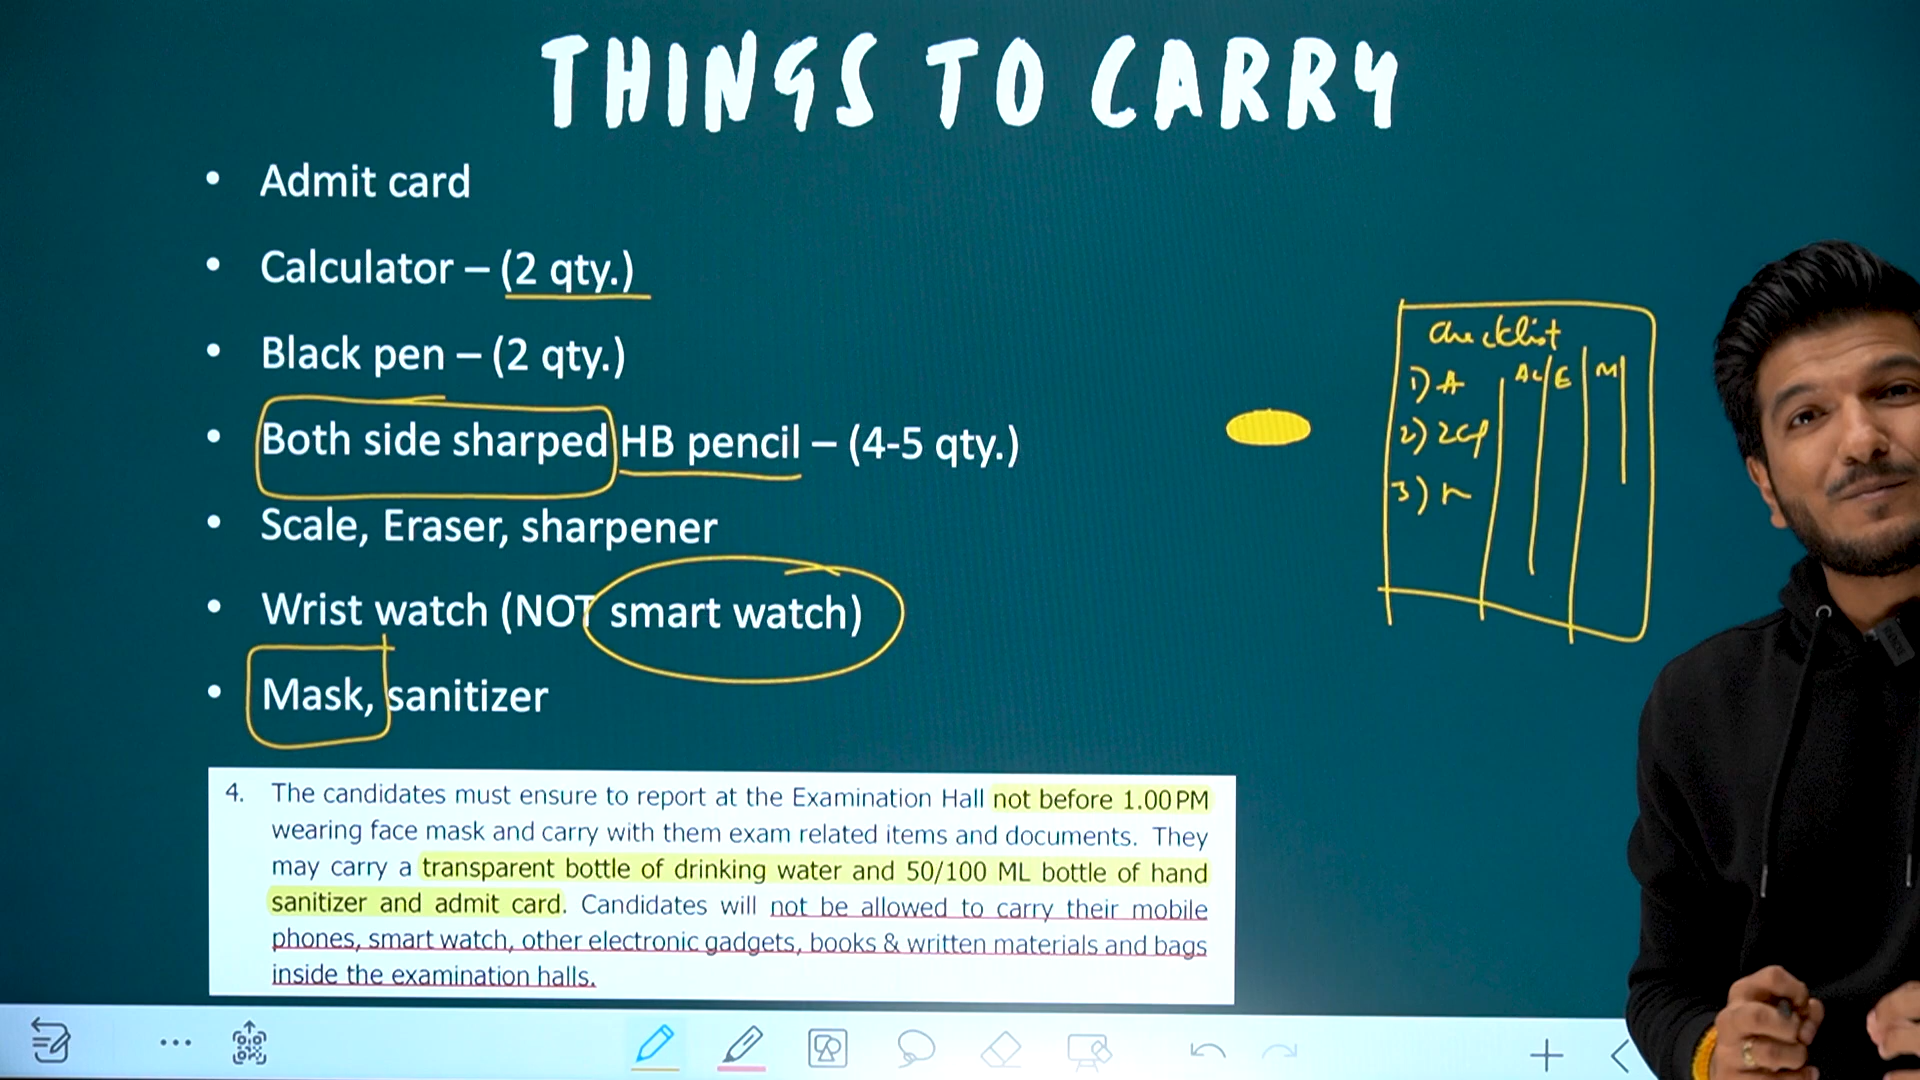 THINGS TO CARRY
• Admit card
• Calculator – (2 qty.)
• Black pen – (2 qty.)
• Both side sharped HB pencil – (4-5 qty.)
• Scale, Eraser, sharpener
• Wrist watch (NOT smart watch)
• Mask, sanitizer
checklist
1) A
Ac E M
2) 2cp
3)
4. The candidates must ensure to report at the Examination Hall not before 1.00 PM
wearing face mask and carry with them exam related items and documents. They
may carry a transparent bottle of drinking water and 50/100 ML bottle of hand
sanitizer and admit card. Candidates will not be allowed to carry their mobile
phones, smart watch, other electronic gadgets, books & written materials and bags
inside the examination halls.